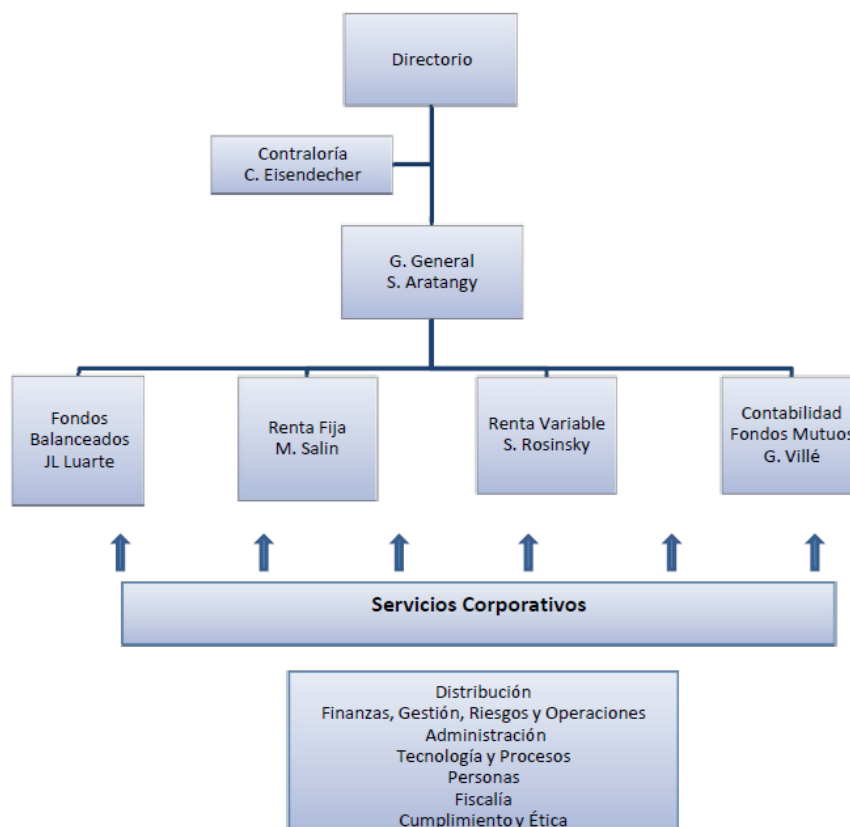 Directorio
Contraloría
C. Eisendecher
G. General
S. Aratangy
Fondos
Balanceados
JL Luarte
Renta Fija
M. Salin
Renta Variable
S. Rosinsky
Contabilidad
Fondos Mutuos
G. Villé
Servicios Corporativos
Distribución
Finanzas, Gestión, Riesgos y Operaciones
Administración
Tecnología y Procesos
Personas
Fiscalía
Cumplimiento y Ética